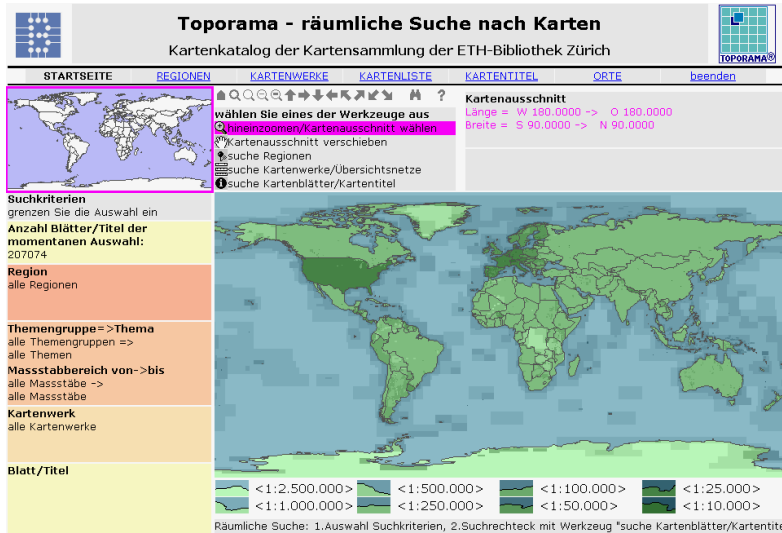 Toporama - räumliche Suche nach Karten
Kartenkatalog der Kartensammlung der ETH-Bibliothek Zürich
TOPORAMA®
STARTSEITE REGIONEN KARTENWERKE KARTENLISTE KARTENTITEL ORTE beenden
?
wählen Sie eines der Werkzeuge aus
hineinzoomen/Kartenausschnitt wählen
Kartenausschnitt verschieben
suche Regionen
suche Kartenwerke/Übersichtsnetze
suche Kartenblätter/Kartentitel
Kartenausschnitt
Länge = W 180.0000 -> O 180.0000
Breite = S 90.0000 -> N 90.0000
Suchkriterien
grenzen Sie die Auswahl ein
Anzahl Blätter/Titel der
momentanen Auswahl:
207074
Region
alle Regionen
Themengruppe=>Thema
alle Themengruppen =>
alle Themen
Massstabbereich von->bis
alle Massstäbe ->
alle Massstäbe
Kartenwerk
alle Kartenwerke
Blatt/Titel
<1:2.500.000> <1:500.000> <1:100.000> <1:25.000>
<1:1.000.000> <1:250.000> <1:50.000> <1:10.000>
Räumliche Suche: 1.Auswahl Suchkriterien, 2.Suchrechteck mit Werkzeug "suche Kartenblätter/Kartentite